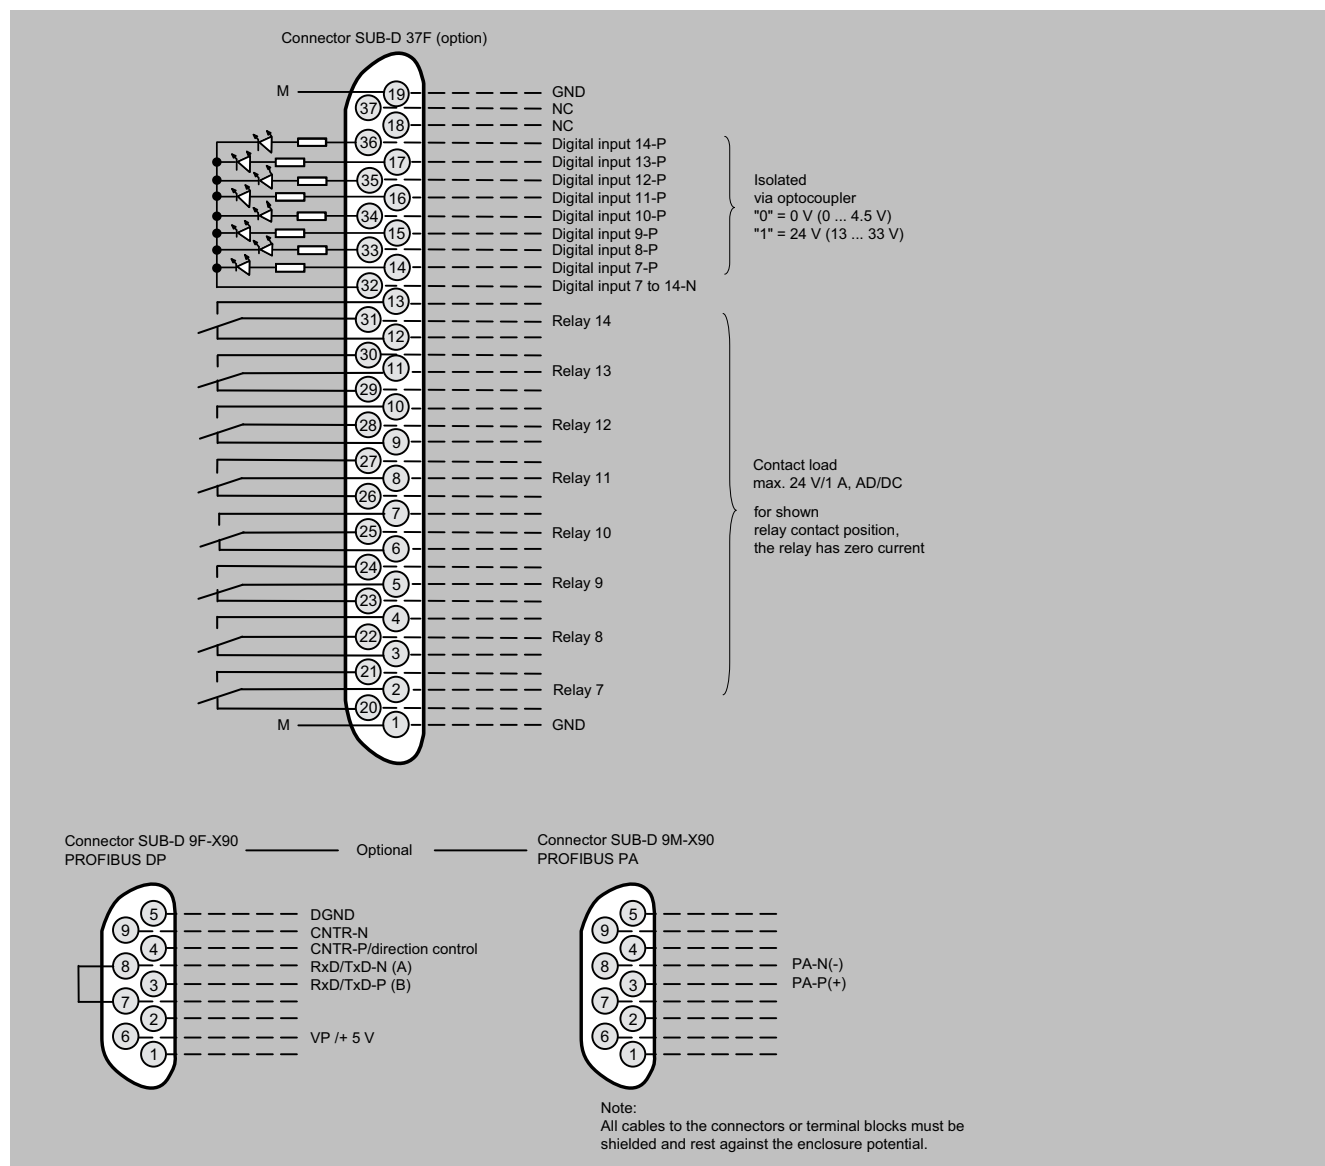 Connector SUB-D 37F (option)
M 19 GND
37 NC
18 NC
36 Digital input 14-P
17 Digital input 13-P
35 Digital input 12-P
16 Digital input 11-P
34 Digital input 10-P
15 Digital input 9-P
33 Digital input 8-P
14 Digital input 7-P
32 Digital input 7 to 14-N
Isolated
via optocoupler
"0" = 0 V (0 ... 4.5 V)
"1" = 24 V (13 ... 33 V)
13
31 Relay 14
12
30
11 Relay 13
29
10
28 Relay 12
9
27
8 Relay 11
26
7
25 Relay 10
6
24
5 Relay 9
23
4
22 Relay 8
3
21
2 Relay 7
20
M 1 GND
Contact load
max. 24 V/1 A, AD/DC
for shown
relay contact position,
the relay has zero current
Connector SUB-D 9F-X90
PROFIBUS DP
Optional
Connector SUB-D 9M-X90
PROFIBUS PA
5 DGND
9 CNTR-N
4 CNTR-P/direction control
8 RxD/TxD-N (A)
3 RxD/TxD-P (B)
7
2
6 VP /+ 5 V
1
5
9
4
8 PA-N(-)
3 PA-P(+)
7
2
6
1
Note:
All cables to the connectors or terminal blocks must be
shielded and rest against the enclosure potential.